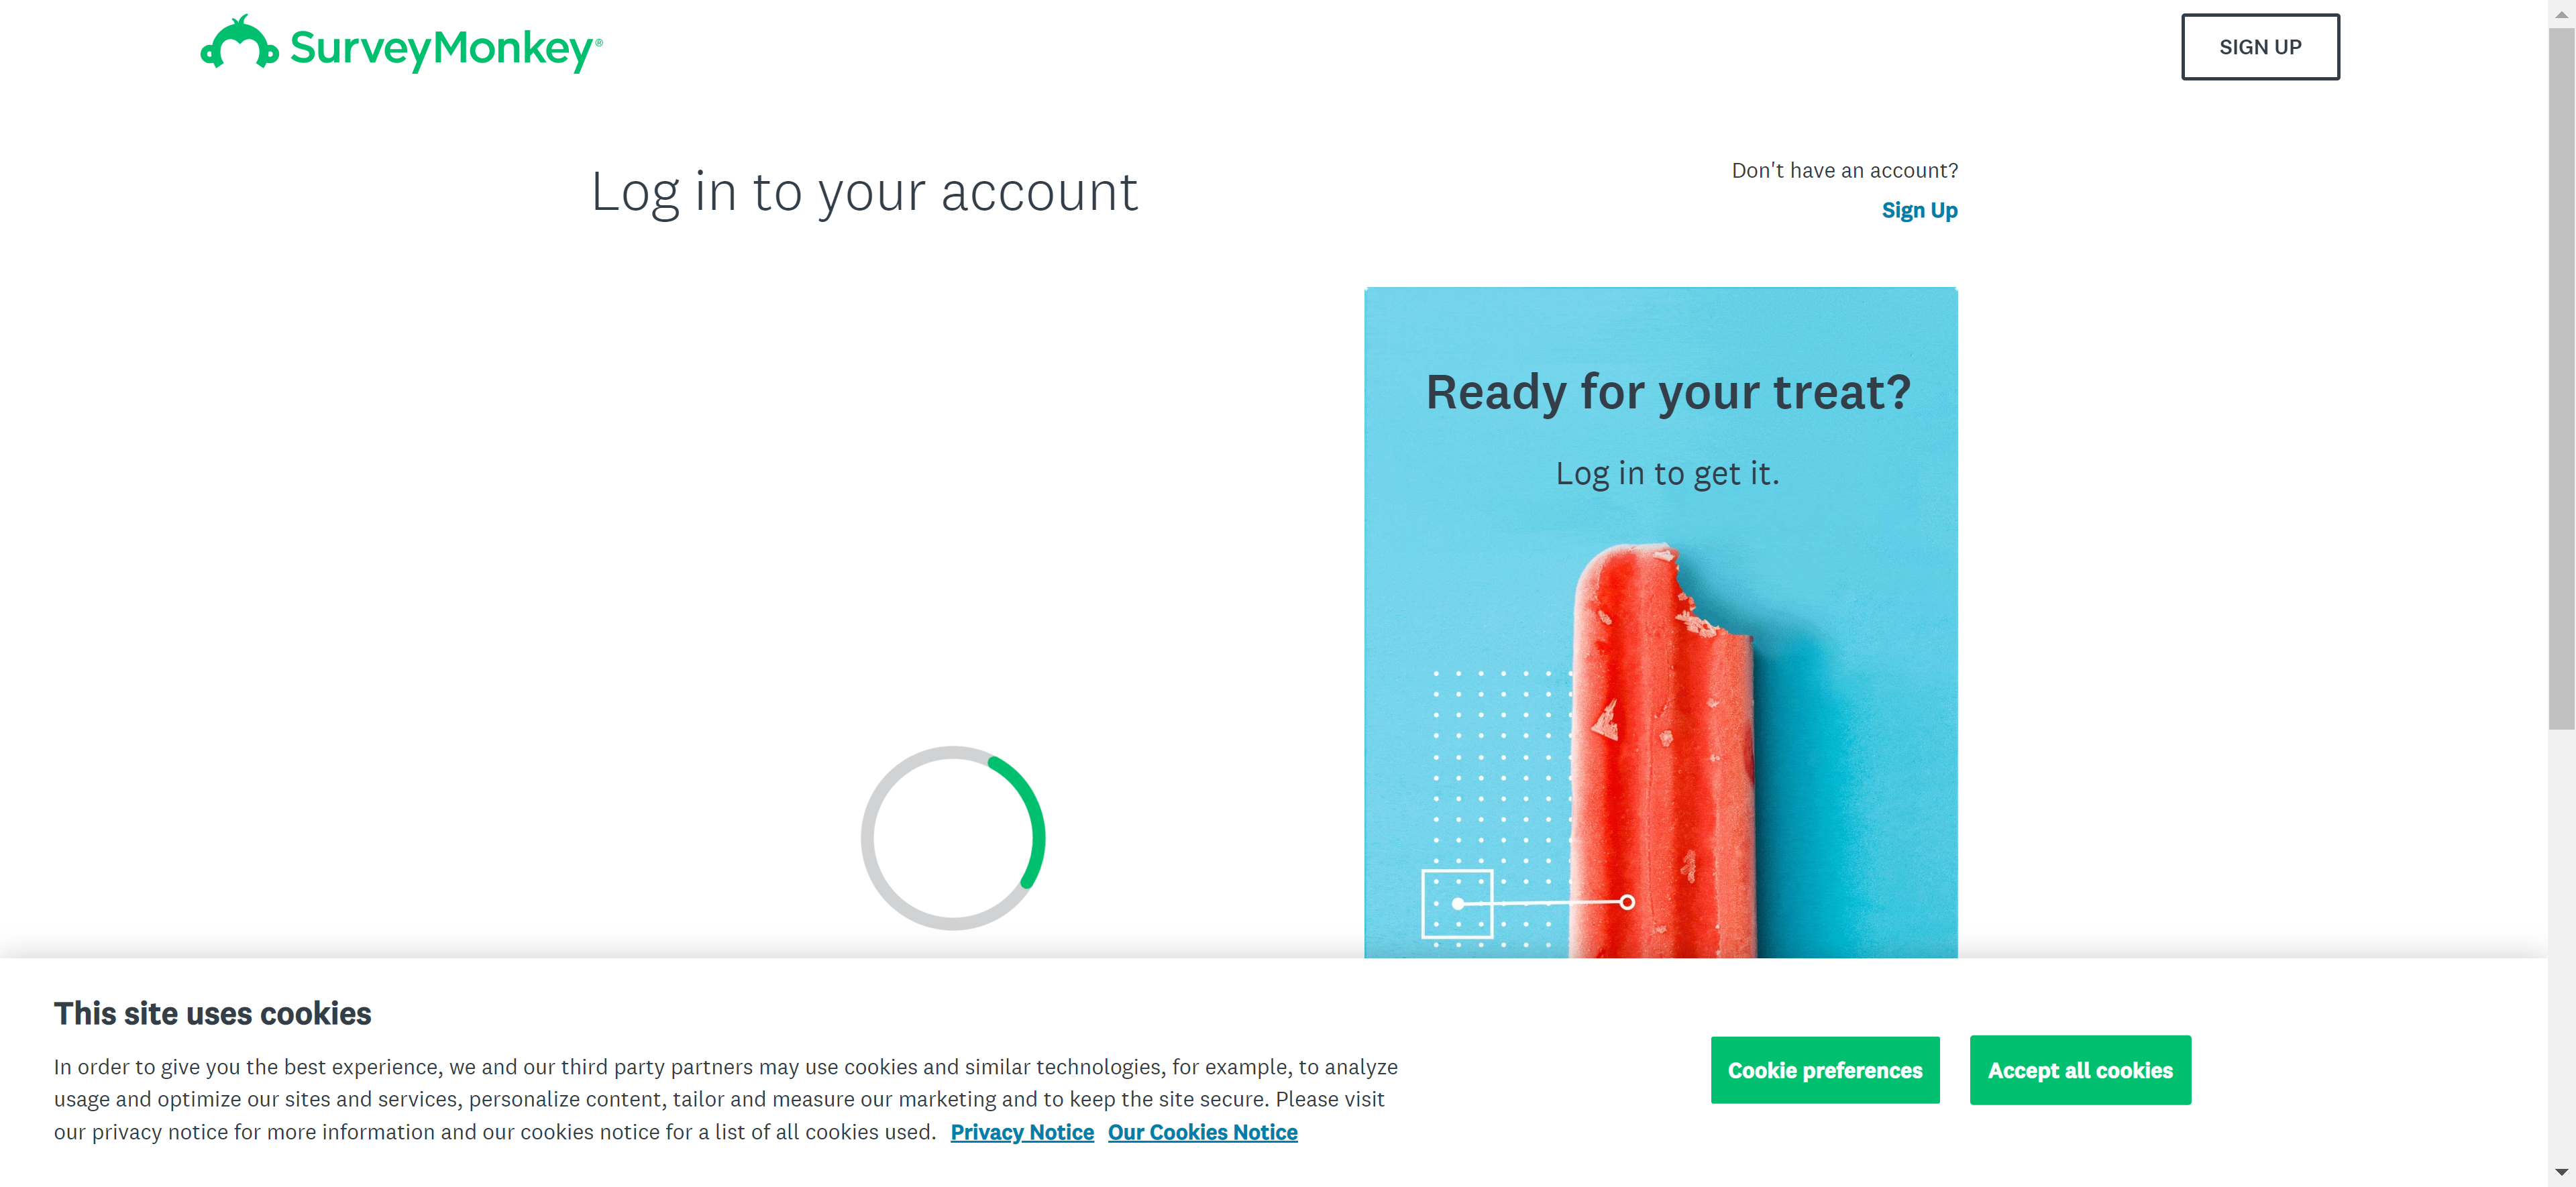 SurveyMonkey®
SIGN UP
Log in to your account
Don't have an account?
Sign Up
Ready for your treat?
Log in to get it.
This site uses cookies
In order to give you the best experience, we and our third party partners may use cookies and similar technologies, for example, to analyze
usage and optimize our sites and services, personalize content, tailor and measure our marketing and to keep the site secure. Please visit
our privacy notice for more information and our cookies notice for a list of all cookies used. Privacy Notice Our Cookies Notice
Cookie preferences
Accept all cookies